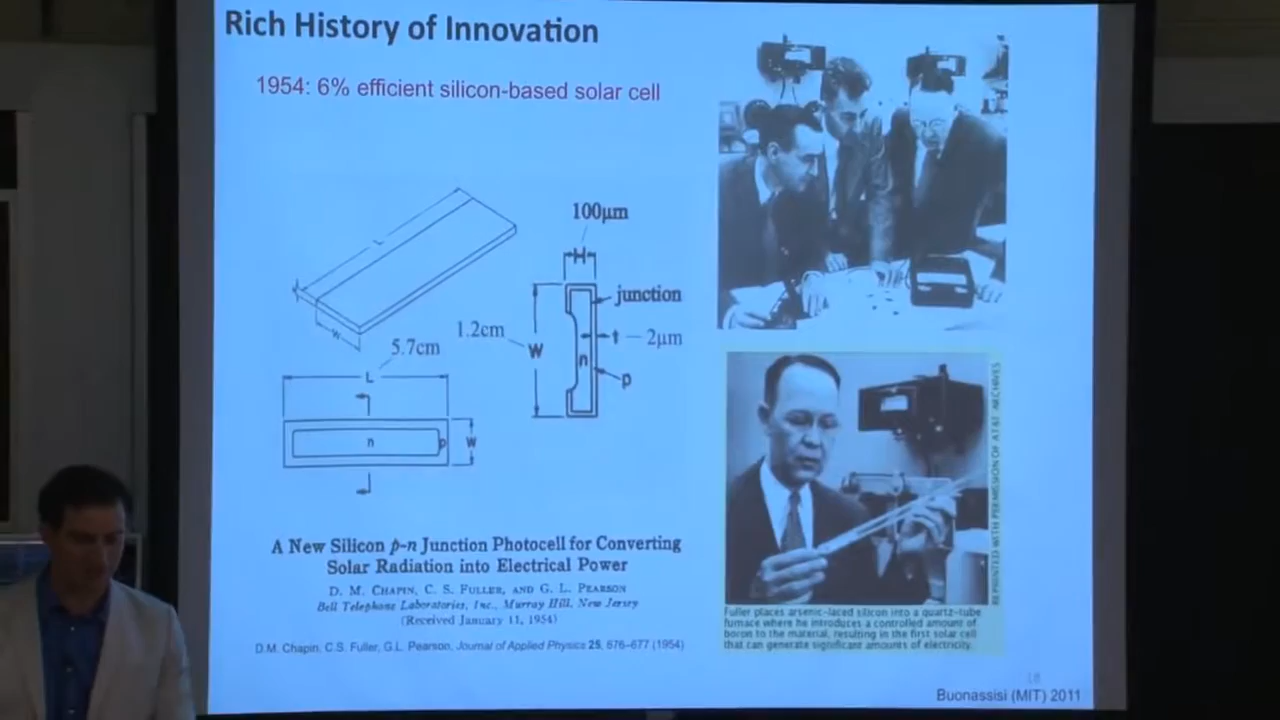 Rich History of Innovation
1954: 6% efficient silicon-based solar cell
100μm
H
junction
1.2cm
W
t
2μm
n
p
W
5.7cm
L
n
p
W
A New Silicon p-n Junction Photocell for Converting
Solar Radiation into Electrical Power
D. M. CHAPIN, C. S. FULLER, AND G. L. PEARSON
Bell Telephone Laboratories, Inc., Murray Hill, New Jersey
(Received January 11, 1954)
D.M. Chapin, C.S. Fuller, G.L. Pearson, Journal of Applied Physics 25, 676-677 (1954)
REPRINTED WITH PERMISSION OF AT&T ARCHIVES
Fuller places arsenic-laced silicon into a quartz-tube
furnace where he introduces a controlled amount of
boron to the material, resulting in the first solar cell
that can generate significant amounts of electricity.
Buonassisi (MIT) 2011